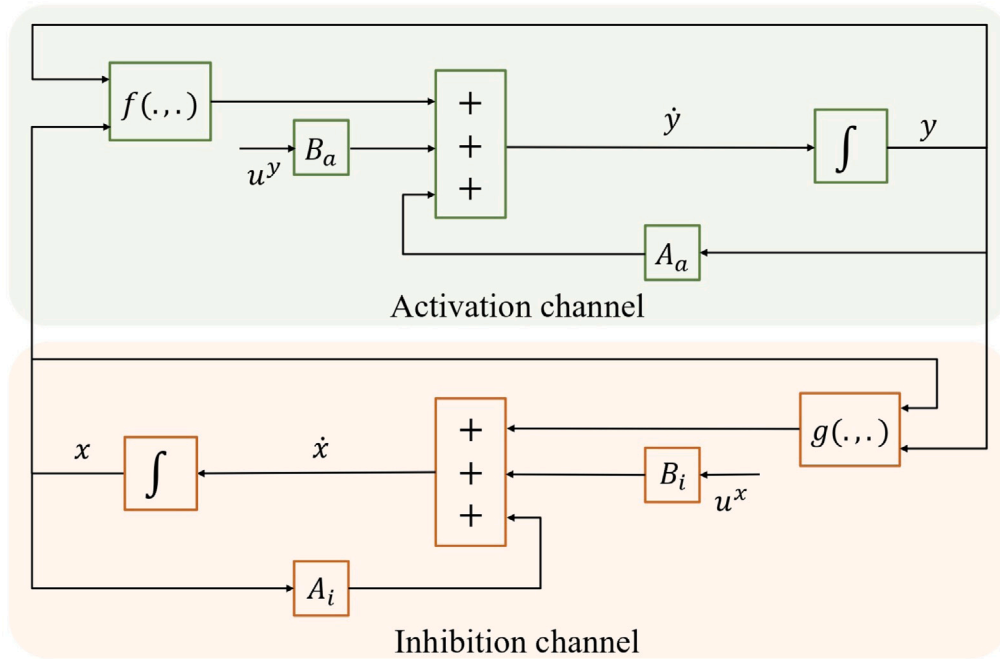 f(.,.)
+
+
+
B_a
u^y
ẏ
∫
y
A_a
Activation channel
x
∫
ẋ
+
+
+
g(.,.)
B_i
u^x
A_i
Inhibition channel